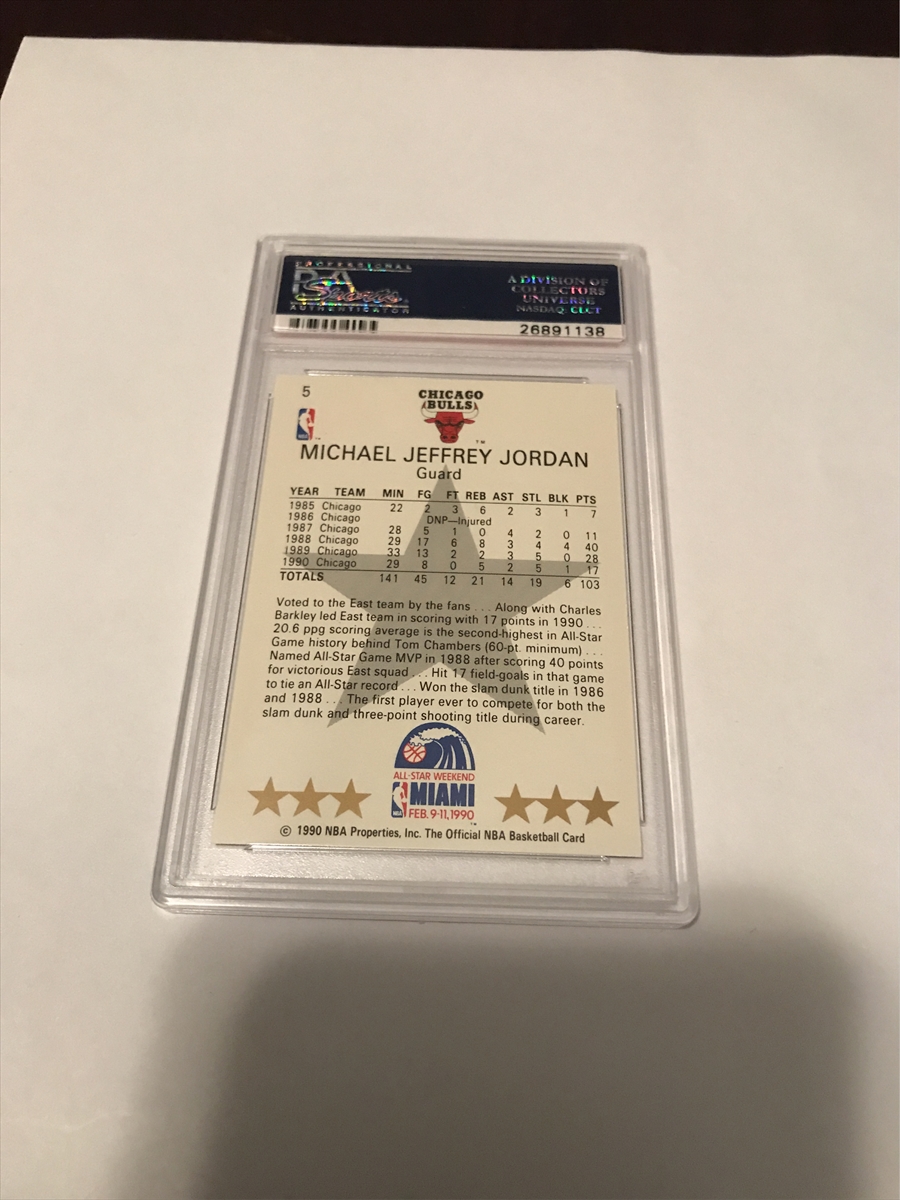 PROFESSIONAL
PSA
Sports
AUTHENTICATOR
A DIVISION OF
COLLECTORS
UNIVERSE
NASDAQ: CLCT
26891138
5
CHICAGO
BULLS
TM
NBA
MICHAEL JEFFREY JORDAN
Guard
YEAR TEAM MIN FG FT REB AST STL BLK PTS
1985 Chicago 22 2 3 6 2 3 1 7
1986 Chicago DNP—Injured
1987 Chicago 28 5 1 0 4 2 0 11
1988 Chicago 29 17 6 8 3 4 4 40
1989 Chicago 33 13 2 2 3 5 0 28
1990 Chicago 29 8 0 5 2 5 1 17
TOTALS 141 45 12 21 14 19 6 103
Voted to the East team by the fans . . . Along with Charles
Barkley led East team in scoring with 17 points in 1990 . . .
20.6 ppg scoring average is the second-highest in All-Star
Game history behind Tom Chambers (60-pt. minimum) . . .
Named All-Star Game MVP in 1988 after scoring 40 points
for victorious East squad . . . Hit 17 field-goals in that game
to tie an All-Star record . . . Won the slam dunk title in 1986
and 1988 . . . The first player ever to compete for both the
slam dunk and three-point shooting title during career.
ALL-STAR WEEKEND
NBA MIAMI
FEB. 9-11, 1990
© 1990 NBA Properties, Inc. The Official NBA Basketball Card